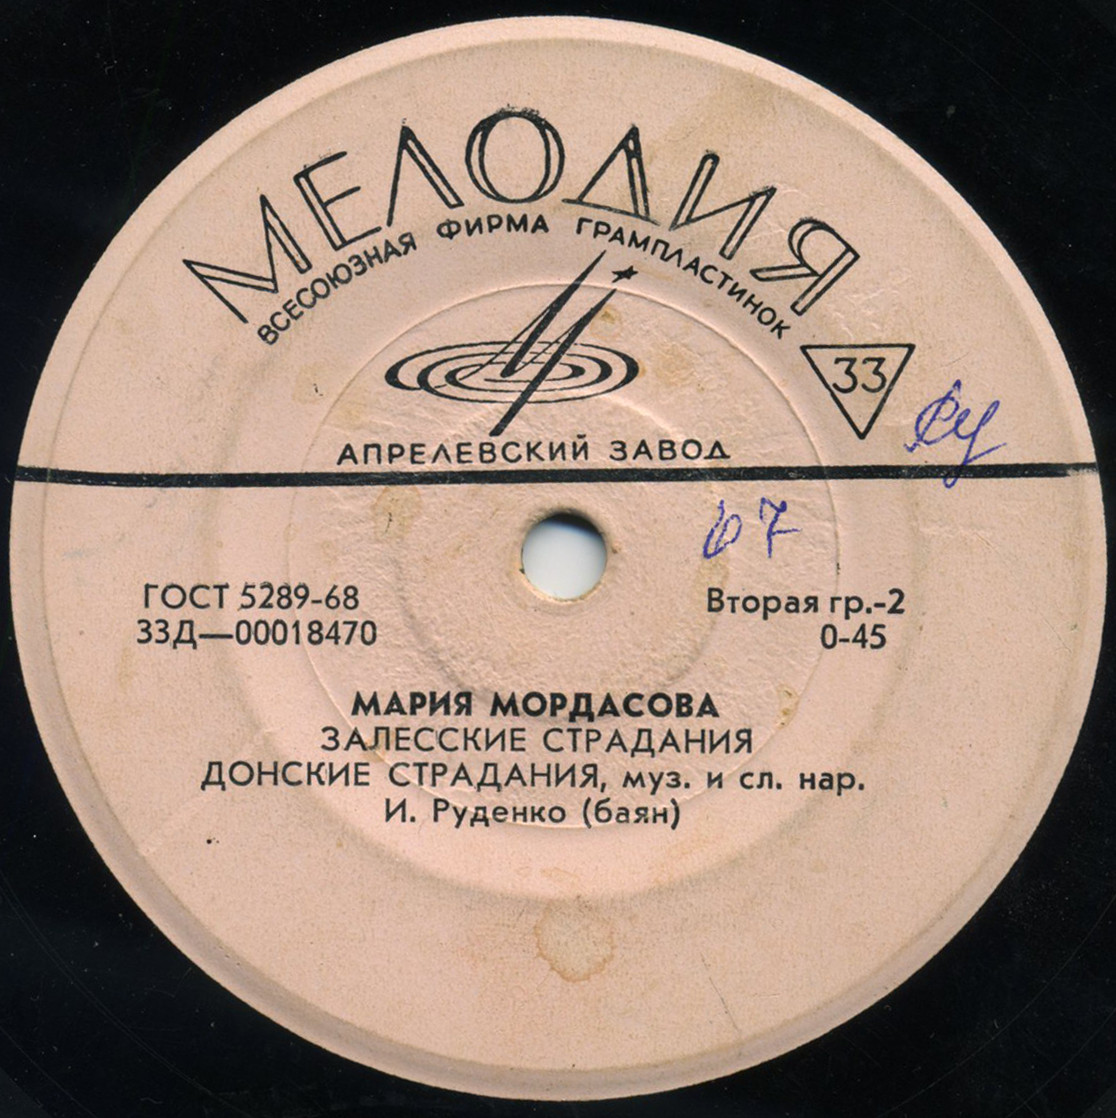 МЕЛОДИЯ
ВСЕСОЮЗНАЯ ФИРМА ГРАМПЛАСТИНОК
33
АПРЕЛЕВСКИЙ ЗАВОД
67
ГОСТ 5289-68
Вторая гр.-2
33Д—00018470
0-45
МАРИЯ МОРДАСОВА
ЗАЛЕССКИЕ СТРАДАНИЯ
ДОНСКИЕ СТРАДАНИЯ, муз. и сл. нар.
И. Руденко (баян)